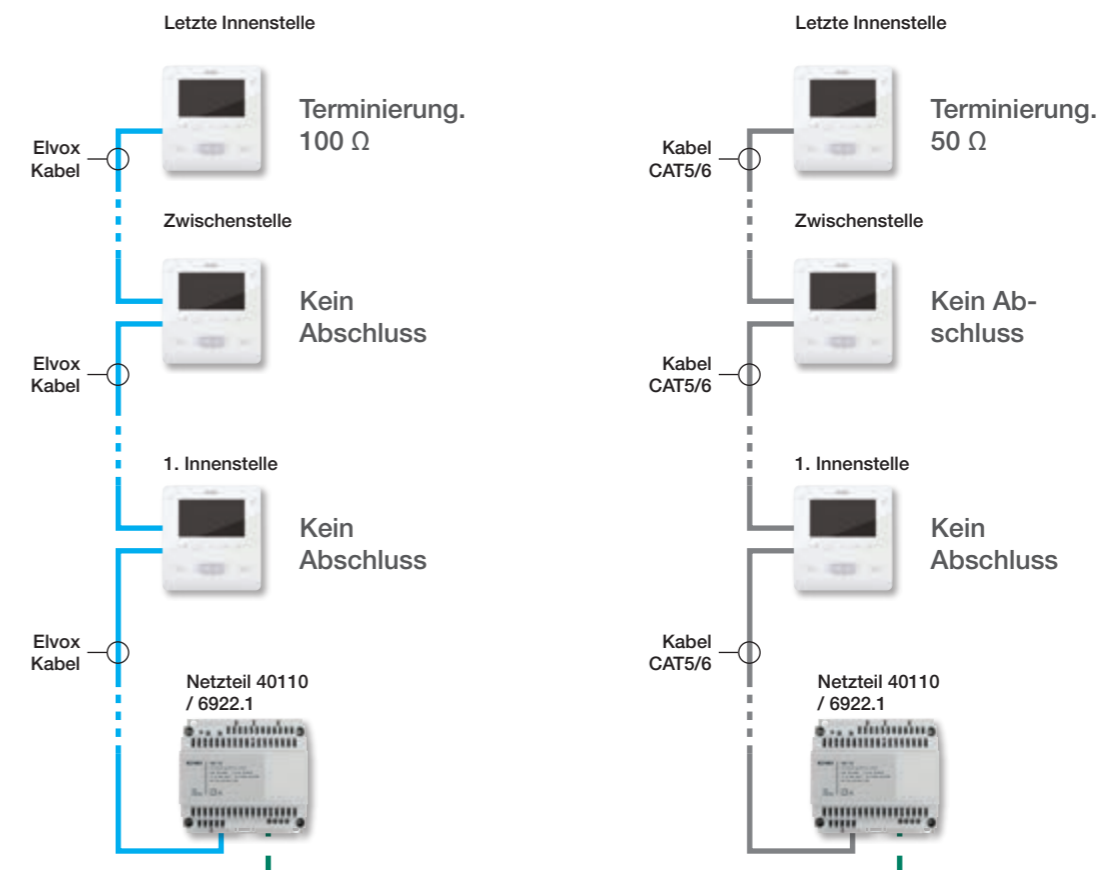 Letzte Innenstelle
Terminierung.
100 Ω
Elvox
Kabel
Zwischenstelle
Kein
Abschluss
Elvox
Kabel
1. Innenstelle
Kein
Abschluss
Elvox
Kabel
Netzteil 40110
/ 6922.1
Letzte Innenstelle
Terminierung.
50 Ω
Kabel
CAT5/6
Zwischenstelle
Kein Ab-
schluss
Kabel
CAT5/6
1. Innenstelle
Kein
Abschluss
Kabel
CAT5/6
Netzteil 40110
/ 6922.1